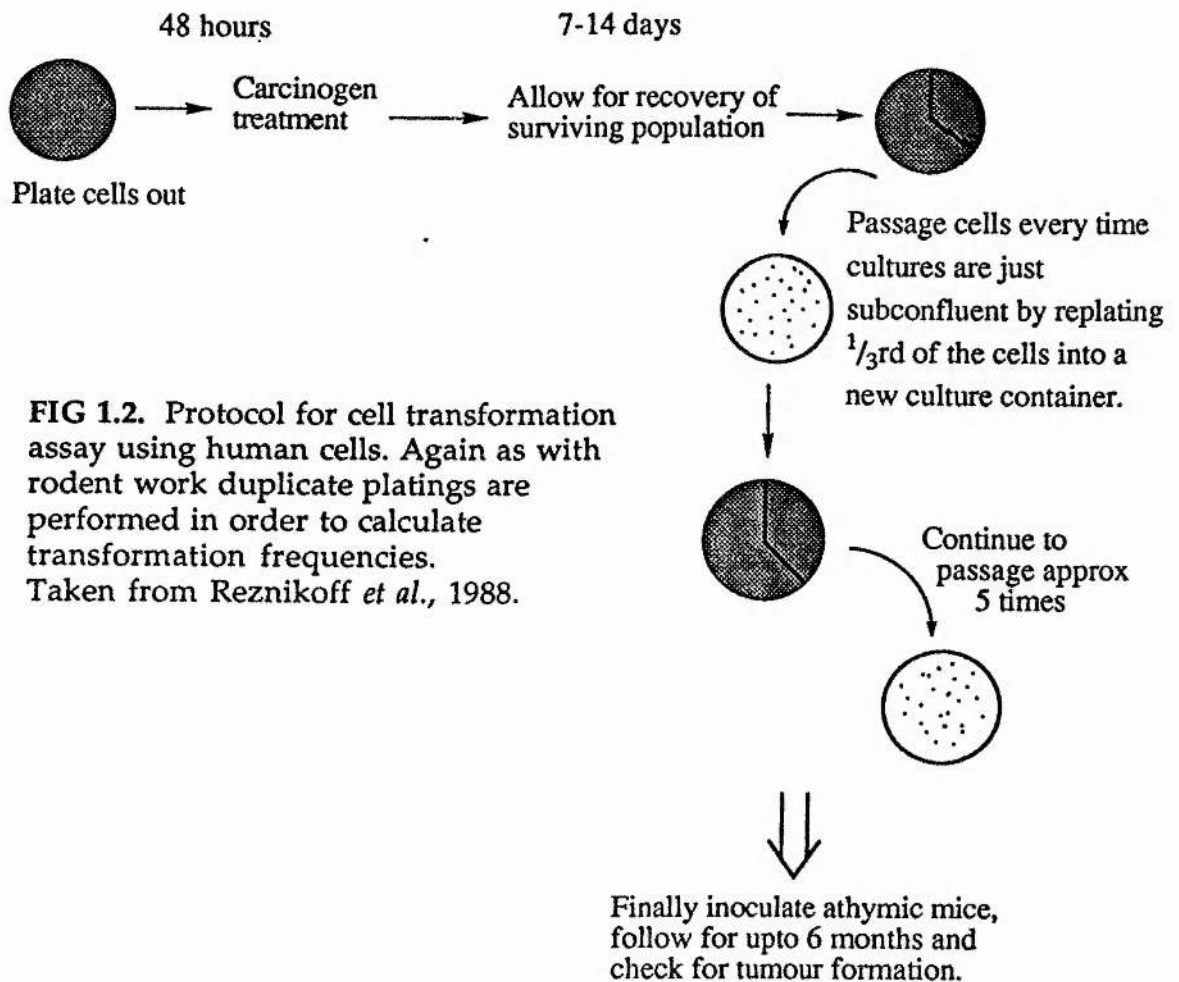 48 hours
7-14 days
Carcinogen
treatment
Allow for recovery of
surviving population
Plate cells out
Passage cells every time
cultures are just
subconfluent by replating
1/3rd of the cells into a
new culture container.
FIG 1.2. Protocol for cell transformation
assay using human cells. Again as with
rodent work duplicate platings are
performed in order to calculate
transformation frequencies.
Taken from Reznikoff et al., 1988.
Continue to
passage approx
5 times
Finally inoculate athymic mice,
follow for upto 6 months and
check for tumour formation.